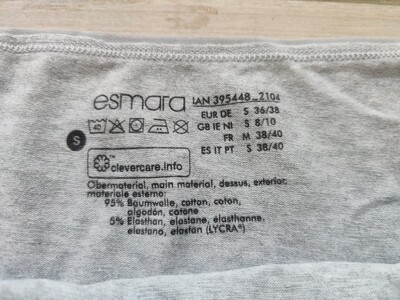 esmara IAN 395448_2104
EUR DE S 36/38
GB IE NI S 8/10
FR M 38/40
ES IT PT S 38/40
40
S
clevercare.info
TM
Obermaterial, main material, dessus, exterior,
materiale esterno:
95% Baumwolle, cotton, coton,
algodón, cotone
5% Elasthan, elastane, élasthanne,
elastano, elastan (LYCRA®)